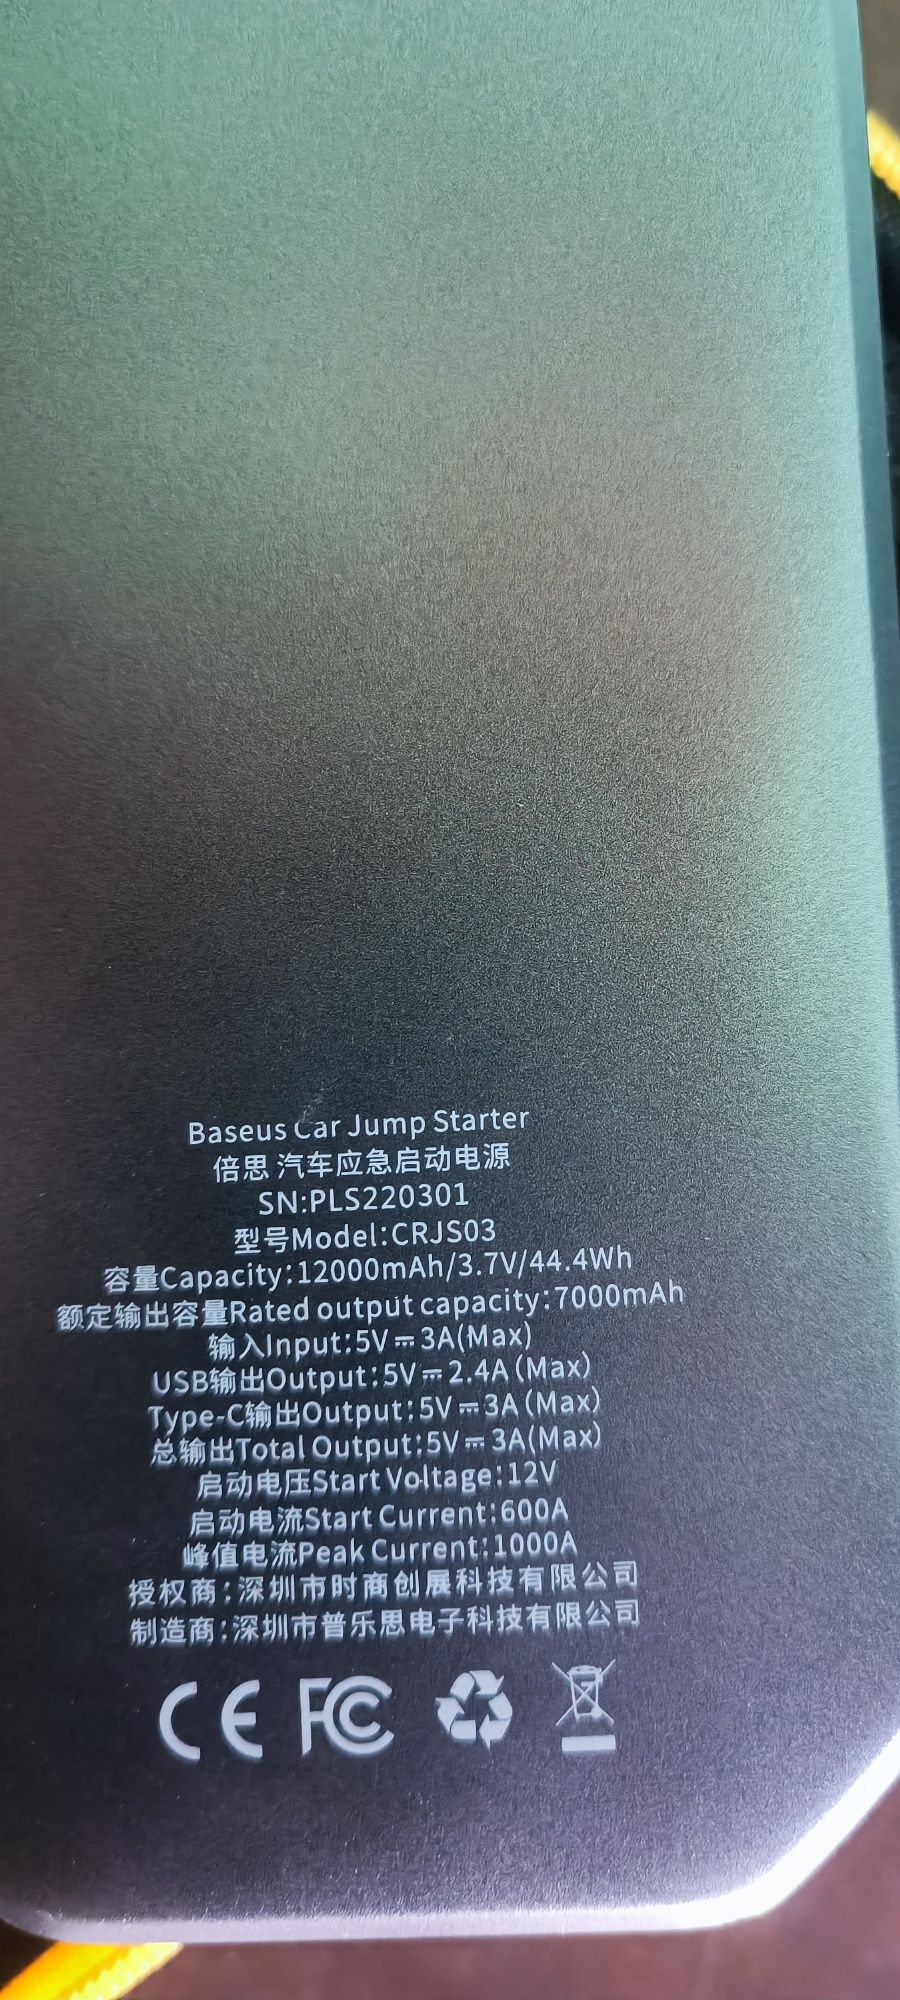 Baseus Car Jump Starter
倍思 汽车应急启动电源
SN:PLS220301
型号Model:CRJS03
容量Capacity:12000mAh/3.7V/44.4Wh
额定输出容量Rated output capacity:7000mAh
输入Input:5V⎓3A(Max)
USB输出Output:5V⎓2.4A(Max)
Type-C输出Output:5V⎓3A(Max)
总输出Total Output:5V⎓3A(Max)
启动电压Start Voltage:12V
启动电流Start Current:600A
峰值电流Peak Current:1000A
授权商:深圳市时商创展科技有限公司
制造商:深圳市普乐思电子科技有限公司
CE FC